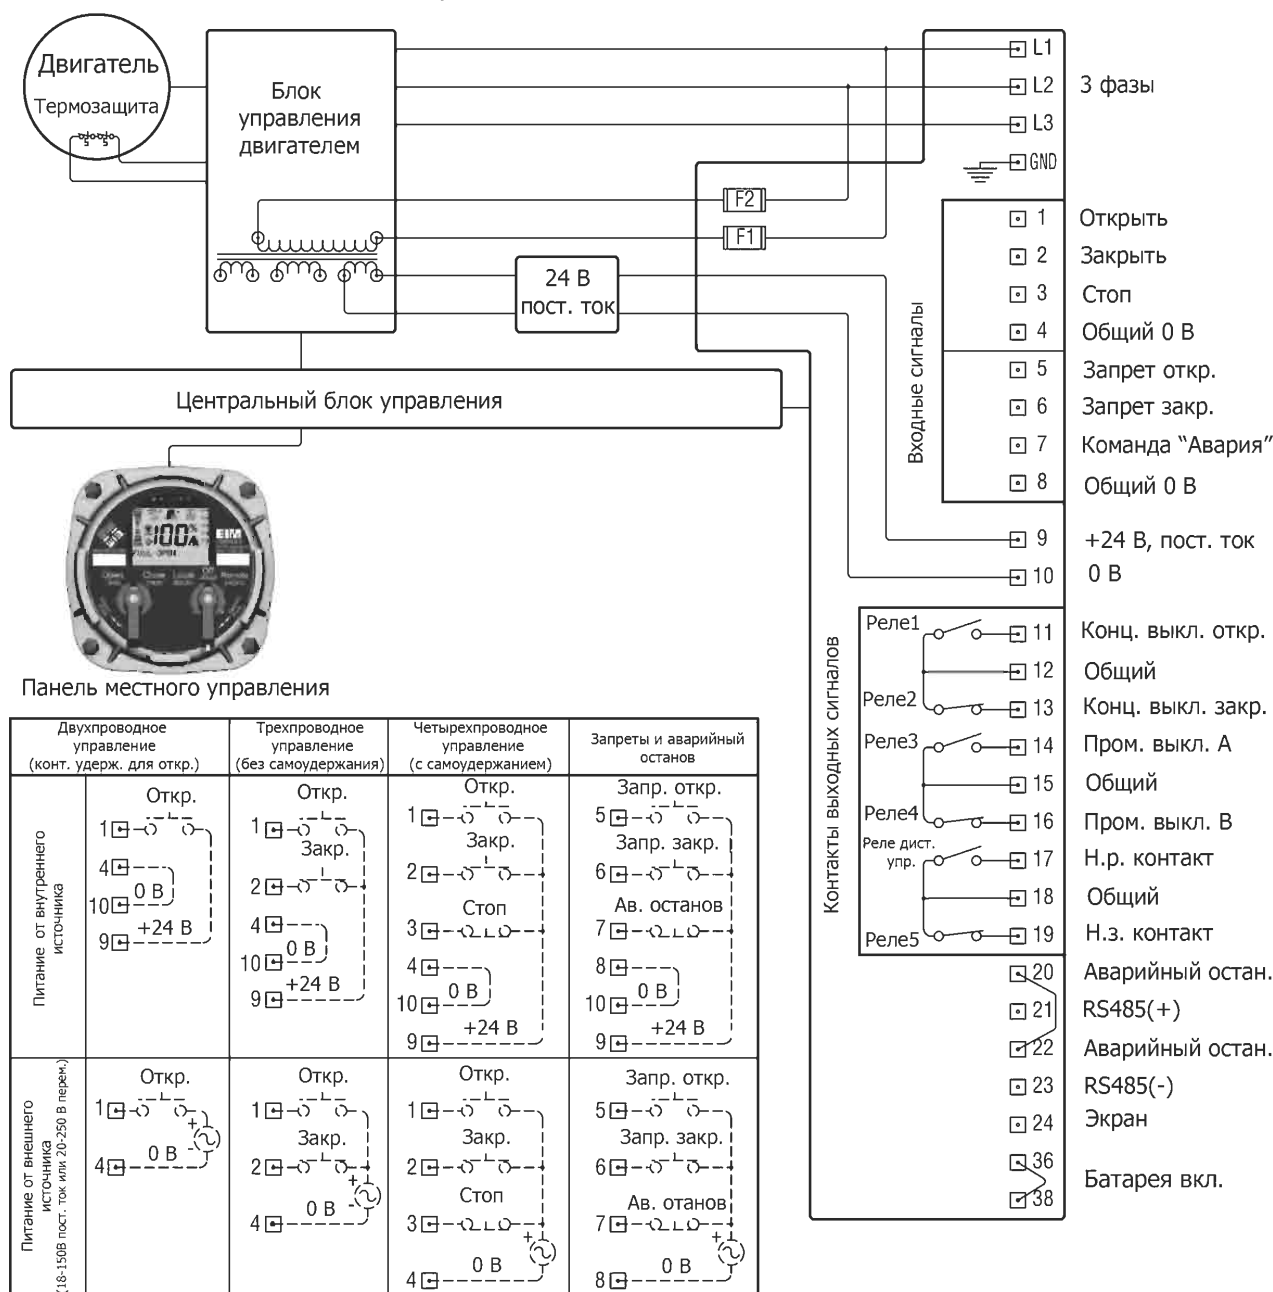 Двигатель
Термозащита
Блок
управления
двигателем
F2
F1
24 В
пост. ток
Центральный блок управления
100%
EIM
Панель местного управления
L1
L2
L3
GND
3 фазы
Входные сигналы
1 Открыть
2 Закрыть
3 Стоп
4 Общий 0 В
5 Запрет откр.
6 Запрет закр.
7 Команда “Авария”
8 Общий 0 В
9 +24 В, пост. ток
10 0 В
Контакты выходных сигналов
Реле1 11 Конц. выкл. откр.
12 Общий
Реле2 13 Конц. выкл. закр.
Реле3 14 Пром. выкл. А
15 Общий
Реле4 16 Пром. выкл. В
Реле дист.
упр. 17 Н.р. контакт
18 Общий
Реле5 19 Н.з. контакт
20 Аварийный остан.
21 RS485(+)
22 Аварийный остан.
23 RS485(-)
24 Экран
36
38
Батарея вкл.
Двухпроводное
управление
(конт. удерж. для откр.)
Трехпроводное
управление
(без самоудержания)
Четырехпроводное
управление
(с самоудержанием)
Запреты и аварийный
останов
Питание от внутреннего
источника
Откр.
1
4
0 В
10
+24 В
9
Откр.
1
Закр.
2
4
0 В
10
+24 В
9
Откр.
1
Закр.
2
Стоп
3
4
0 В
10
+24 В
9
Запр. откр.
5
Запр. закр.
6
Ав. останов
7
8
0 В
10
+24 В
9
Питание от внешнего
источника
(18-150В пост. ток или 20-250 В перем.)
Откр.
1
+
0 В -
4
Откр.
1
Закр.
2
+
0 В -
4
Откр.
1
Закр.
2
Стоп
3
+
0 В
4
Запр. откр.
5
Запр. закр.
6
Ав. отанов
7
+
0 В
8